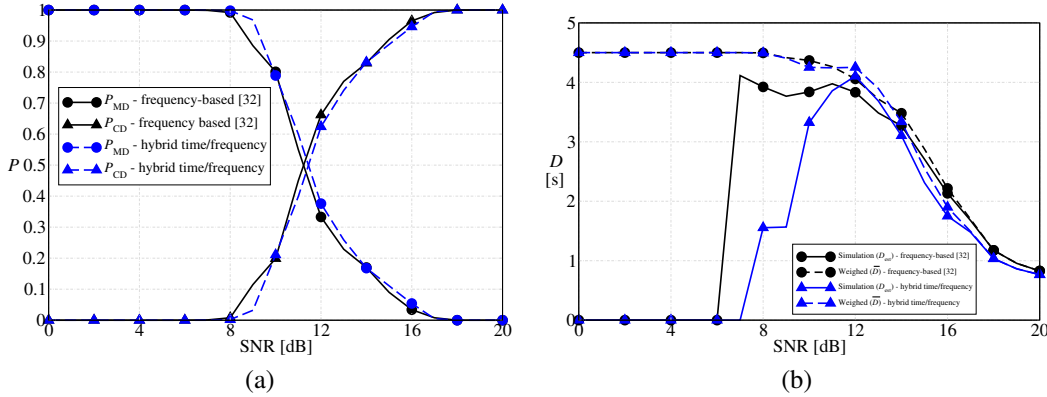 1
0.9
0.8
0.7
0.6
P 0.5
0.4
0.3
0.2
0.1
0
0 4 8 12 16 20
SNR [dB]
P_MD - frequency-based [32]
P_CD - frequency based [32]
P_MD - hybrid time/frequency
P_CD - hybrid time/frequency
(a)
5
4
3
D
[s]
2
1
0
0 4 8 12 16 20
SNR [dB]
Simulation (D_est) - frequency-based [32]
Weighed (D̅) - frequency-based [32]
Simulation (D_est) - hybrid time/frequency
Weighed (D̅) - hybrid time/frequency
(b)